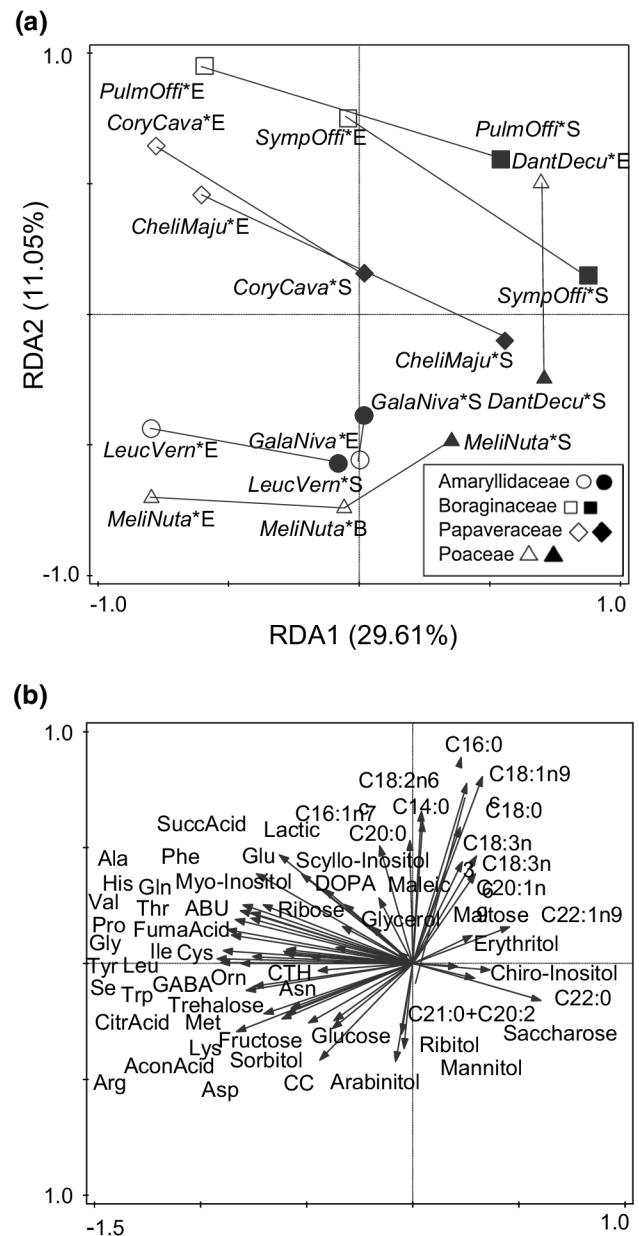 (a)
1.0
PulmOffi*E
CoryCava*E
SympOffi*E
PulmOffi*S
DantDecu*E
CheliMaju*E
CoryCava*S
SympOffi*S
RDA2 (11.05%)
CheliMaju*S
GalaNiva*S
DantDecu*S
LeucVern*E
GalaNiva*E
MeliNuta*S
LeucVern*S
MeliNuta*E
MeliNuta*B
Amaryllidaceae
Boraginaceae
Papaveraceae
Poaceae
-1.0
-1.0
1.0
RDA1 (29.61%)
(b)
1.0
C16:0
C18:2n6
C18:1n9
c
c
C16:1n7
C14:0
C18:0
SuccAcid
Lactic
C20:0
C18:3n
3
Ala
Phe
Glu
Scyllo-Inositol
C18:3n
6
His
Gln
Myo-Inositol
DOPA
Maleic
C20:1n
9
Val
Thr
ABU
Ribose
Glycerol
Maltose
C22:1n9
Pro
FumaAcid
Gly
Ile
Cys
Erythritol
Tyr
Leu
CTH
Chiro-Inositol
Se
Trp
GABA
Orn
Asn
C22:0
Trehalose
CitrAcid
Met
C21:0+C20:2
Saccharose
Lys
Fructose
Glucose
Ribitol
AconAcid
Sorbitol
Mannitol
Arg
Asp
CC
Arabinitol
1.0
-1.5
1.0